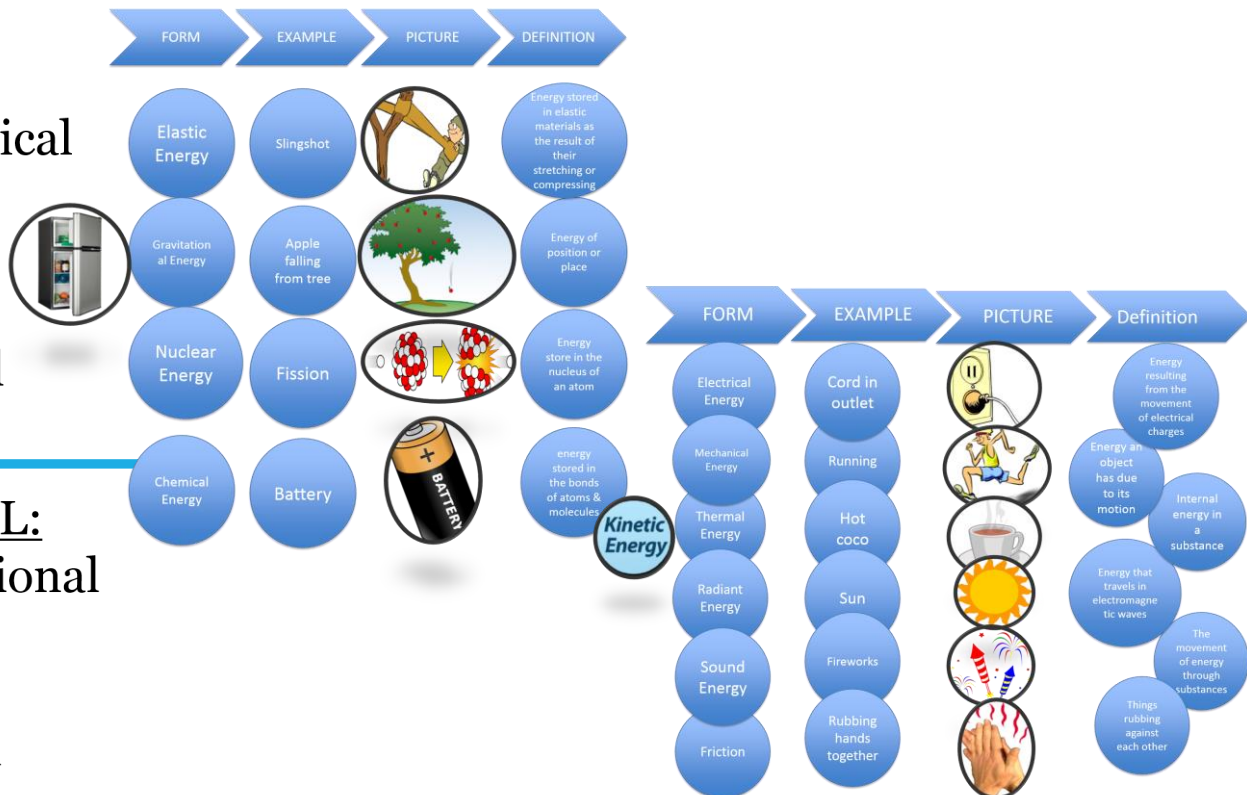 FORM
EXAMPLE
PICTURE
DEFINITION
ical
Elastic
Energy
Slingshot
Energy stored
in elastic
materials as
the result of
their
stretching or
compressing
Gravitation
al Energy
Apple
falling
from tree
Energy of
position or
place
Nuclear
Energy
Fission
Energy
store in the
nucleus of
an atom
l
Chemical
Energy
Battery
+
BATTERY
energy
stored in
the bonds
of atoms &
molecules
L:
ional
Kinetic
Energy
FORM
EXAMPLE
PICTURE
Definition
Electrical
Energy
Cord in
outlet
Energy
resulting
from the
movement
of electrical
charges
Mechanical
Energy
Running
Energy an
object
has due
to its
motion
Thermal
Energy
Hot
coco
Internal
energy in
a
substance
Radiant
Energy
Sun
Energy that
travels in
electromagne
tic waves
Sound
Energy
Fireworks
The
movement
of energy
through
substances
Friction
Rubbing
hands
together
Things
rubbing
against
each other